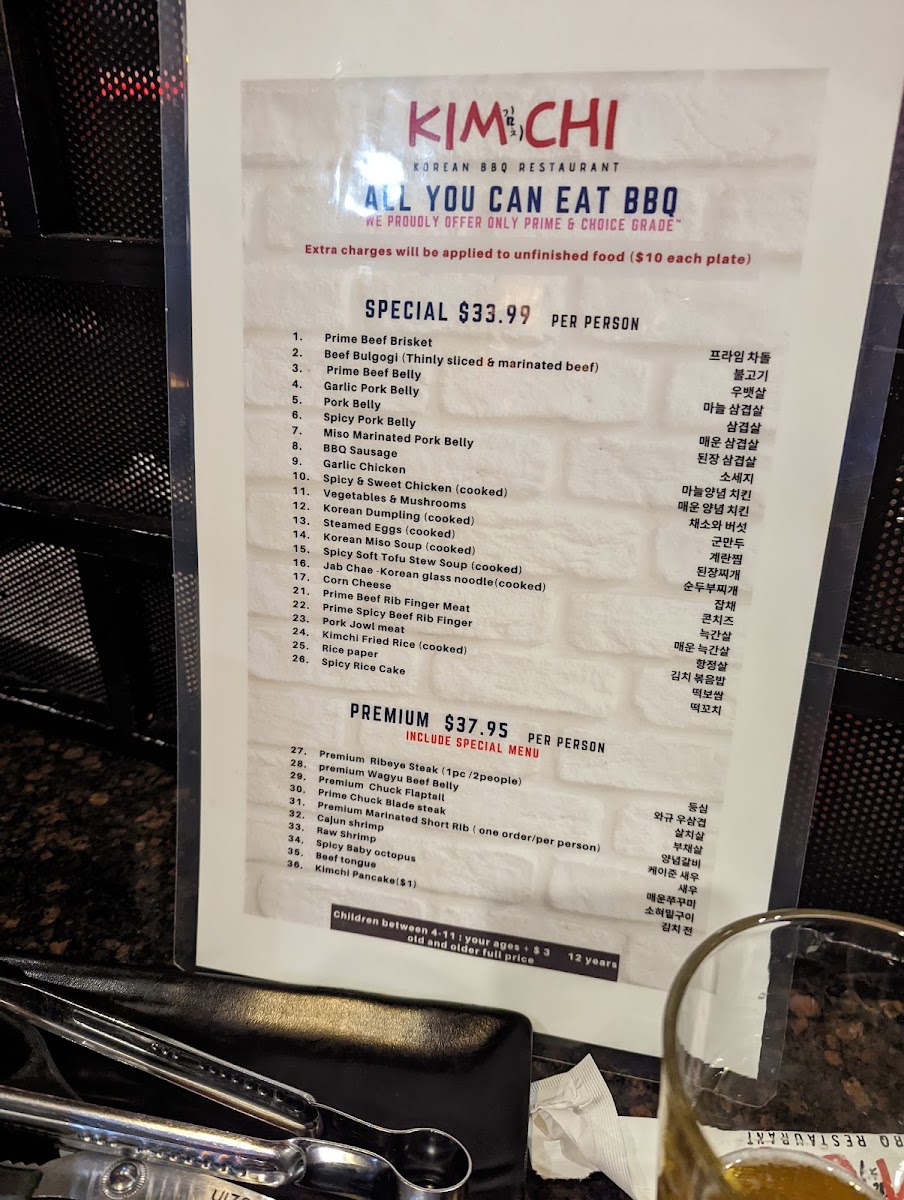 KIM 김치 CHI
KOREAN BBQ RESTAURANT
ALL YOU CAN EAT BBQ
WE PROUDLY OFFER ONLY PRIME & CHOICE GRADE~
Extra charges will be applied to unfinished food ($10 each plate)
SPECIAL $33.99 PER PERSON
1. Prime Beef Brisket 프라임 차돌
2. Beef Bulgogi (Thinly sliced & marinated beef) 불고기
3. Prime Beef Belly 우뱃살
4. Garlic Pork Belly 마늘 삼겹살
5. Pork Belly 삼겹살
6. Spicy Pork Belly 매운 삼겹살
7. Miso Marinated Pork Belly 된장 삼겹살
8. BBQ Sausage 소세지
9. Garlic Chicken 마늘양념 치킨
10. Spicy & Sweet Chicken (cooked) 매운 양념 치킨
11. Vegetables & Mushrooms 채소와 버섯
12. Korean Dumpling (cooked) 군만두
13. Steamed Eggs (cooked) 계란찜
14. Korean Miso Soup (cooked) 된장찌개
15. Spicy Soft Tofu Stew Soup (cooked) 순두부찌개
16. Jab Chae -Korean glass noodle(cooked) 잡채
17. Corn Cheese 콘치즈
21. Prime Beef Rib Finger Meat 늑간살
22. Prime Spicy Beef Rib Finger 매운 늑간살
23. Pork Jowl meat 항정살
24. Kimchi Fried Rice (cooked) 김치 볶음밥
25. Rice paper 떡보쌈
26. Spicy Rice Cake 떡꼬치
PREMIUM $37.95 PER PERSON
INCLUDE SPECIAL MENU
27. Premium Ribeye Steak (1pc /2people) 등심
28. premium Wagyu Beef Belly 와규 우삼겹
29. Premium Chuck Flaptail 살치살
30. Prime Chuck Blade steak 부채살
31. Premium Marinated Short Rib ( one order/per person) 양념갈비
32. Cajun shrimp 케이준 새우
33. Raw Shrimp 새우
34. Spicy Baby octopus 매운쭈꾸미
35. Beef tongue 소혀밑구이
36. Kimchi Pancake($1) 김치 전
Children between 4-11 ; your ages + $ 3 12 years
old and older full price
BQ RESTAURANT